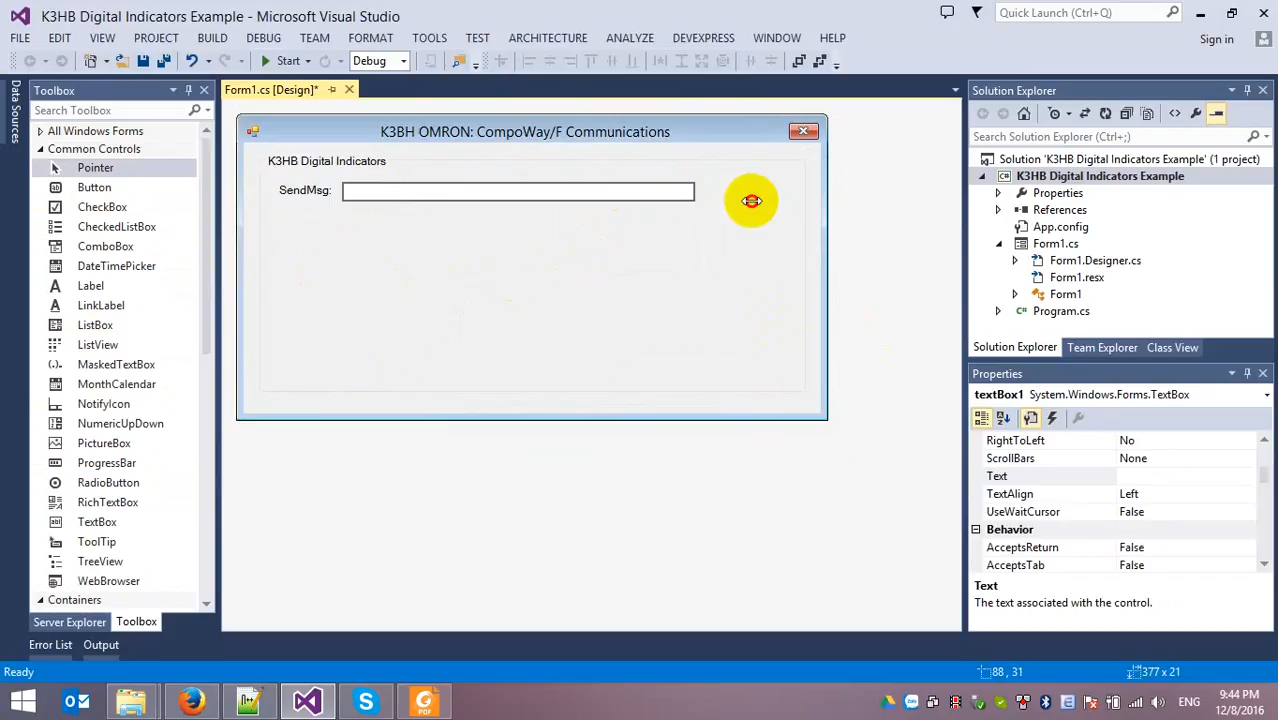 K3HB Digital Indicators Example - Microsoft Visual Studio
Quick Launch (Ctrl+Q)
FILE EDIT VIEW PROJECT BUILD DEBUG TEAM FORMAT TOOLS TEST ARCHITECTURE ANALYZE DEVEXPRESS WINDOW HELP
Sign in
Start Debug
Data Sources
Toolbox
Search Toolbox
All Windows Forms
Common Controls
Pointer
Button
CheckBox
CheckedListBox
ComboBox
DateTimePicker
Label
LinkLabel
ListBox
ListView
MaskedTextBox
MonthCalendar
NotifyIcon
NumericUpDown
PictureBox
ProgressBar
RadioButton
RichTextBox
TextBox
ToolTip
TreeView
WebBrowser
Containers
Server Explorer Toolbox
Form1.cs [Design]*
K3BH OMRON: CompoWay/F Communications
K3HB Digital Indicators
SendMsg:
Solution Explorer
Search Solution Explorer (Ctrl+;)
Solution 'K3HB Digital Indicators Example' (1 project)
K3HB Digital Indicators Example
Properties
References
App.config
Form1.cs
Form1.Designer.cs
Form1.resx
Form1
Program.cs
Solution Explorer Team Explorer Class View
Properties
textBox1 System.Windows.Forms.TextBox
RightToLeft No
ScrollBars None
Text
TextAlign Left
UseWaitCursor False
Behavior
AcceptsReturn False
AcceptsTab False
Text
The text associated with the control.
Error List Output
Ready
88 , 31
377 x 21
PDF
ENG
9:44 PM
12/8/2016